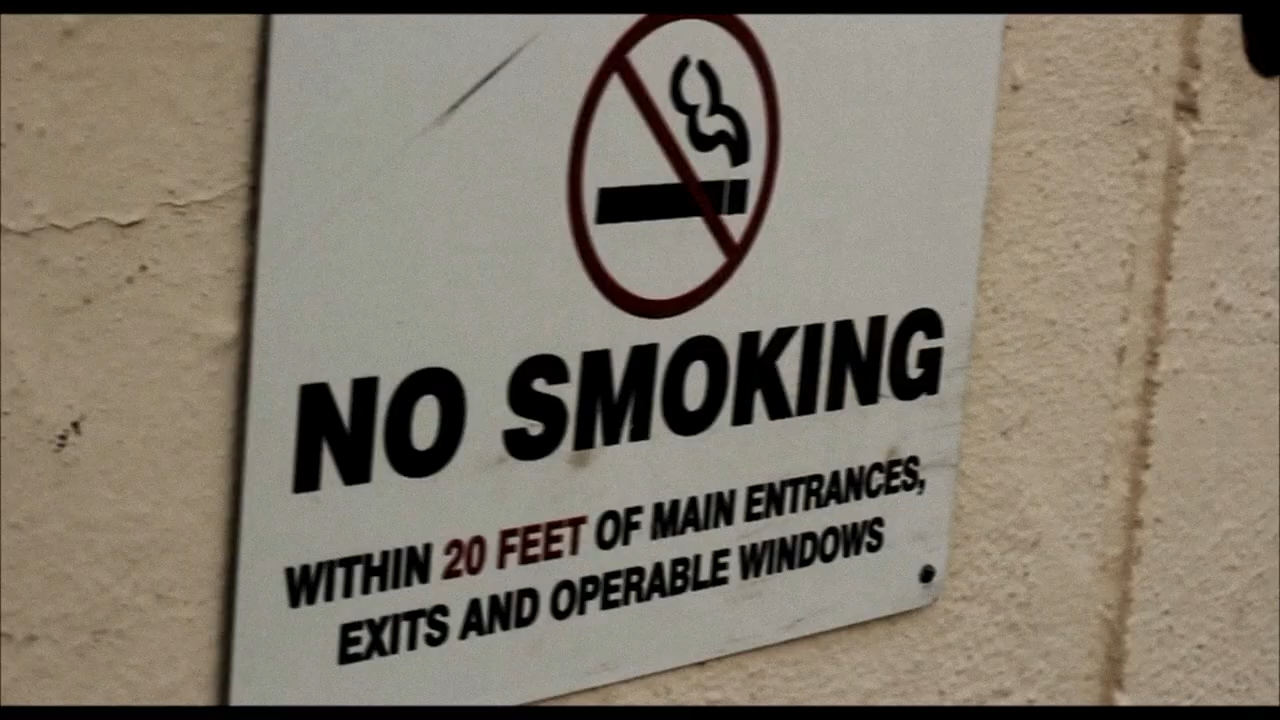 NO SMOKING
WITHIN 20 FEET OF MAIN ENTRANCES,
EXITS AND OPERABLE WINDOWS